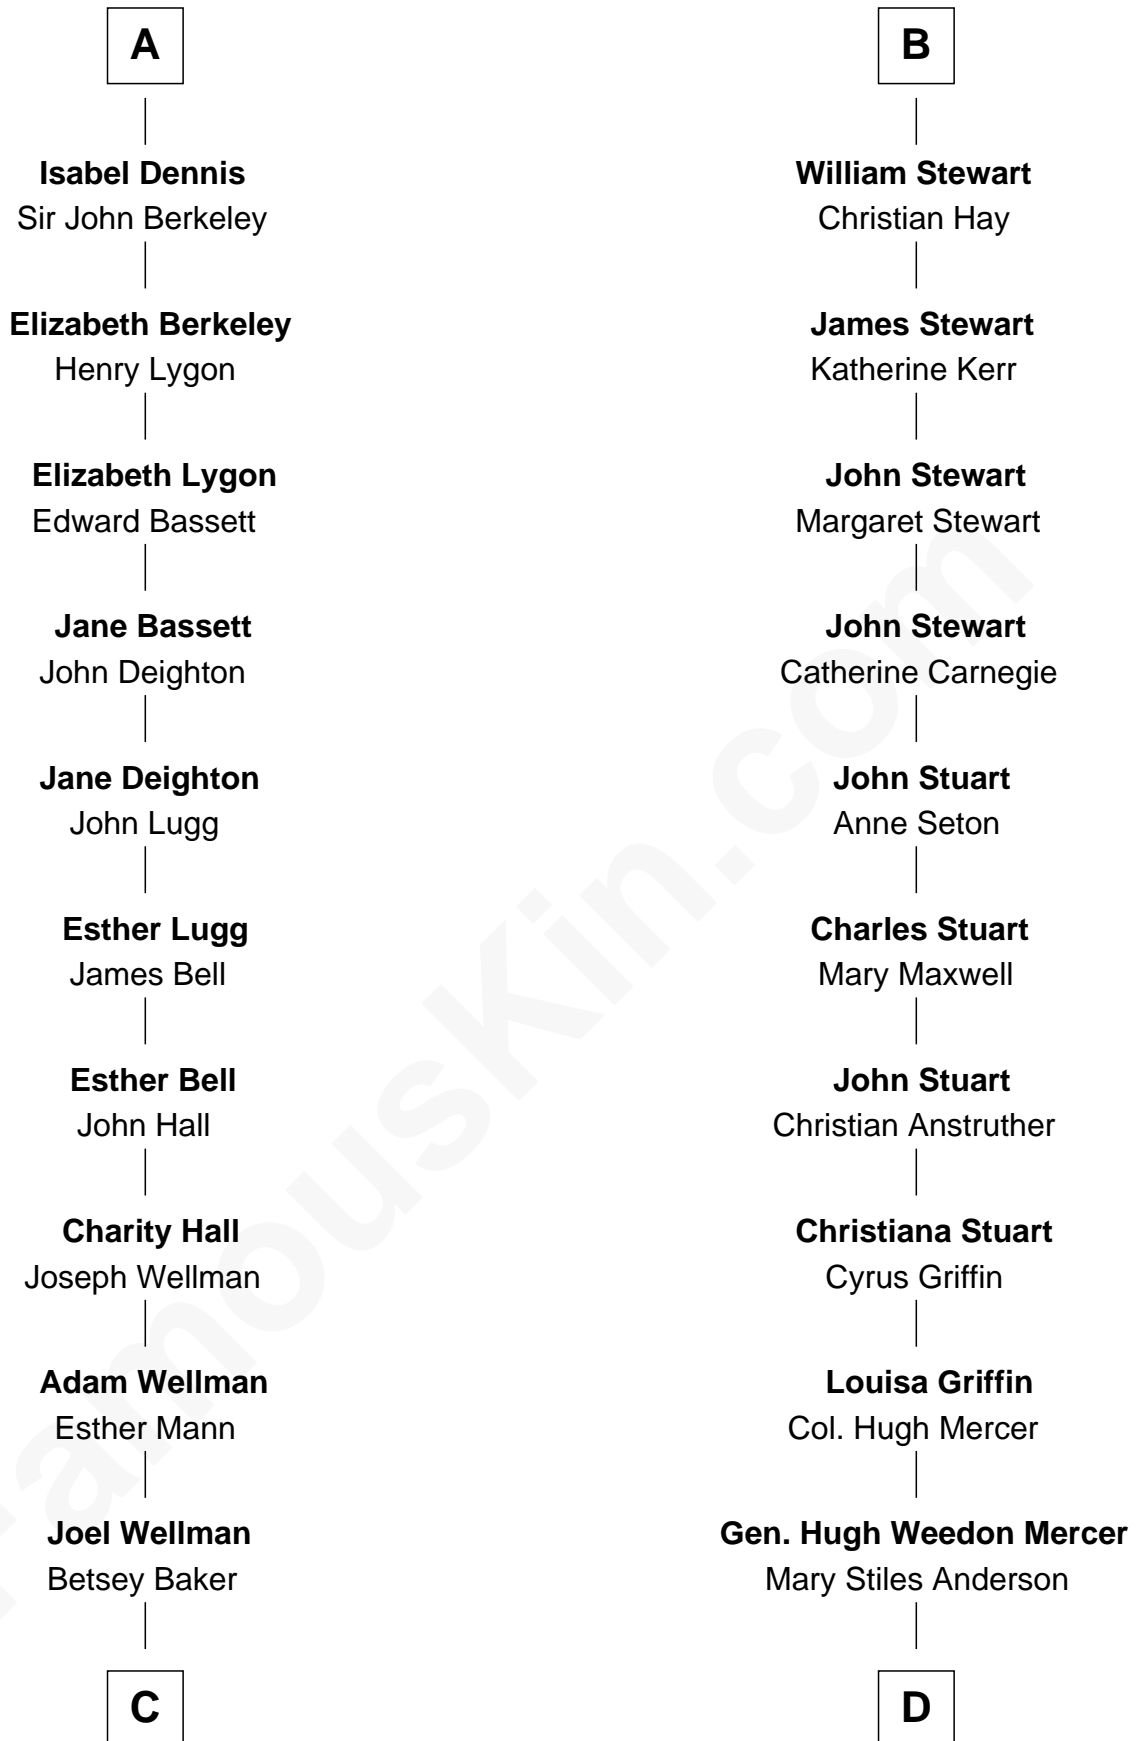 A
Isabel Dennis
Sir John Berkeley
Elizabeth Berkeley
Henry Lygon
Elizabeth Lygon
Edward Bassett
Jane Bassett
John Deighton
Jane Deighton
John Lugg
Esther Lugg
James Bell
Esther Bell
John Hall
Charity Hall
Joseph Wellman
Adam Wellman
Esther Mann
Joel Wellman
Betsey Baker
C
B
William Stewart
Christian Hay
James Stewart
Katherine Kerr
John Stewart
Margaret Stewart
John Stewart
Catherine Carnegie
John Stuart
Anne Seton
Charles Stuart
Mary Maxwell
John Stuart
Christian Anstruther
Christiana Stuart
Cyrus Griffin
Louisa Griffin
Col. Hugh Mercer
Gen. Hugh Weedon Mercer
Mary Stiles Anderson
D
FamousKin.com